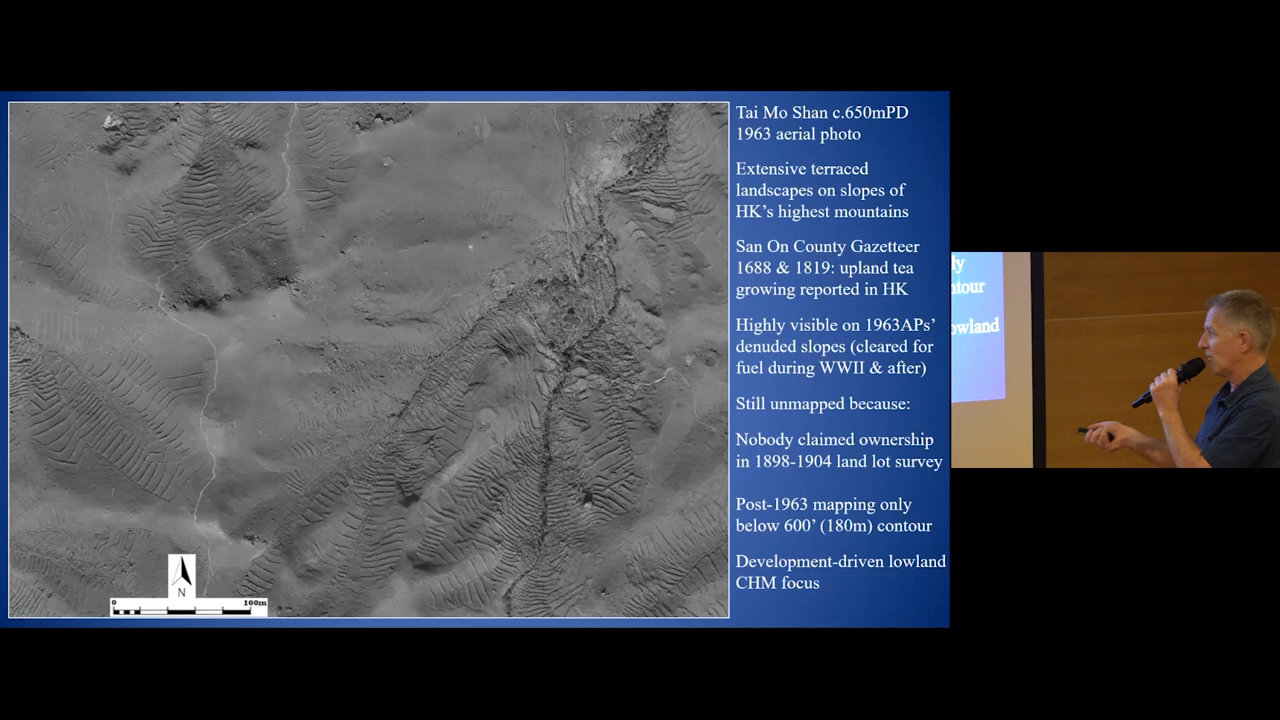 Tai Mo Shan c.650mPD
1963 aerial photo
Extensive terraced
landscapes on slopes of
HK's highest mountains
San On County Gazetteer
1688 & 1819: upland tea
growing reported in HK
Highly visible on 1963APs'
denuded slopes (cleared for
fuel during WWII & after)
Still unmapped because:
Nobody claimed ownership
in 1898-1904 land lot survey
Post-1963 mapping only
below 600' (180m) contour
Development-driven lowland
CHM focus
N
0 100m
ly
ntour
owland